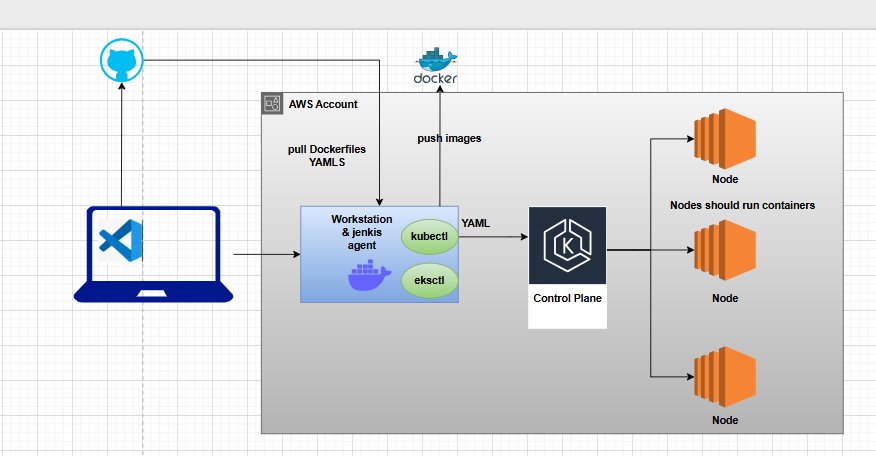 docker
AWS Account
pull Dockerfiles
YAMLS
push images
Workstation
& jenkis
agent
kubectl
eksctl
YAML
K
Control Plane
Node
Nodes should run containers
Node
Node